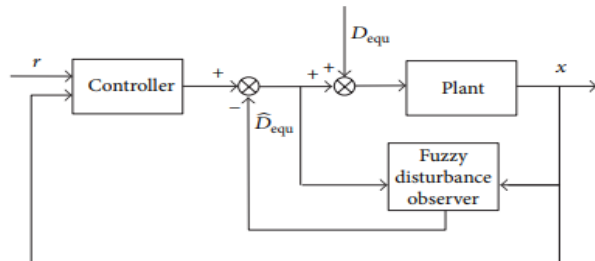 D_equ
r
x
Controller
+
+
+
Plant
−
D̂_equ
Fuzzy
disturbance
observer